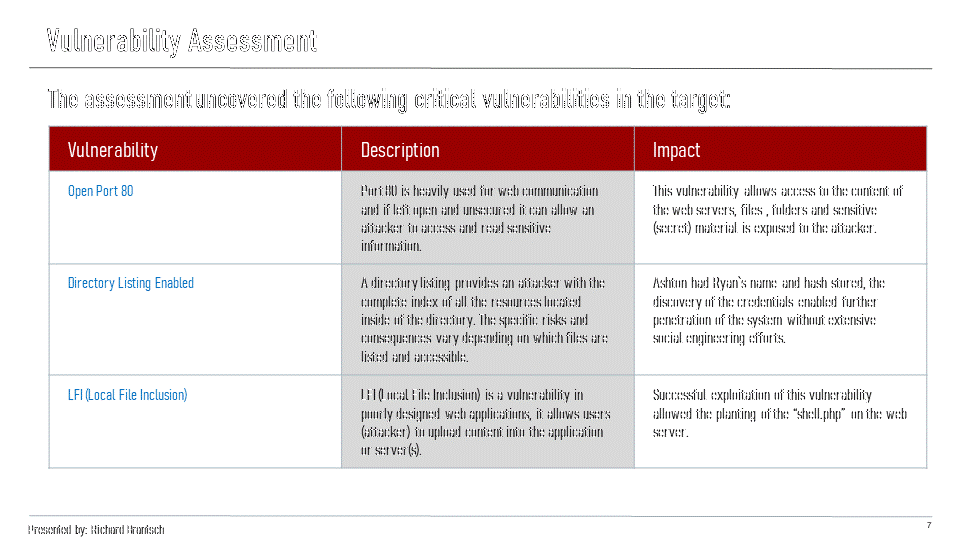 Vulnerability Assessment
The assessment uncovered the following critical vulnerabilities in the target:
Vulnerability
Description
Impact
Open Port 80
Port 80 is heavily used for web communication
and if left open and unsecured it can allow an
attacker to access and read sensitive
information.
This vulnerability allows access to the content of
the web servers, files , folders and sensitive
(secret) material is exposed to the attacker.
Directory Listing Enabled
A directory listing provides an attacker with the
complete index of all the resources located
inside of the directory. The specific risks and
consequences vary depending on which files are
listed and accessible.
Ashton had Ryan`s name and hash stored, the
discovery of the credentials enabled further
penetration of the system without extensive
social engineering efforts.
LFI (Local File Inclusion)
LFI (Local File Inclusion) is a vulnerability in
poorly designed web applications, it allows users
(attacker) to upload content into the application
or server(s).
Successful exploitation of this vulnerability
allowed the planting of the “shell.php” on the web
server.
Presented by: Richard
7